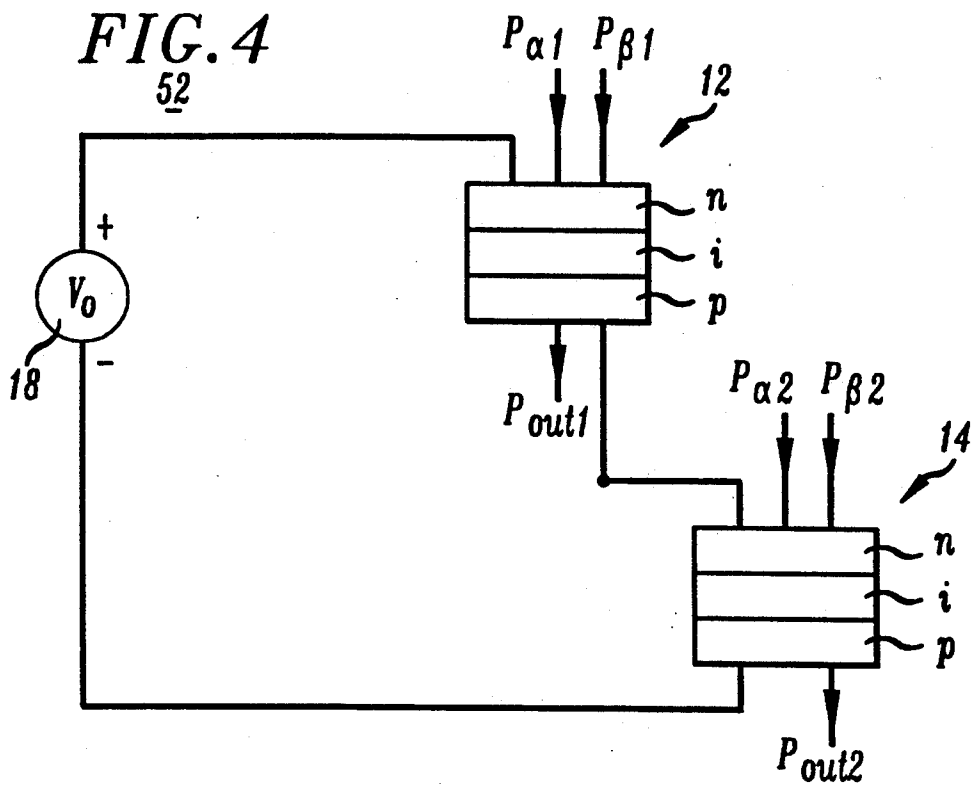 FIG. 4
52
Pα1 Pβ1
12
n
i
p
+
V0
−
18
Pout1
Pα2 Pβ2
14
n
i
p
Pout2